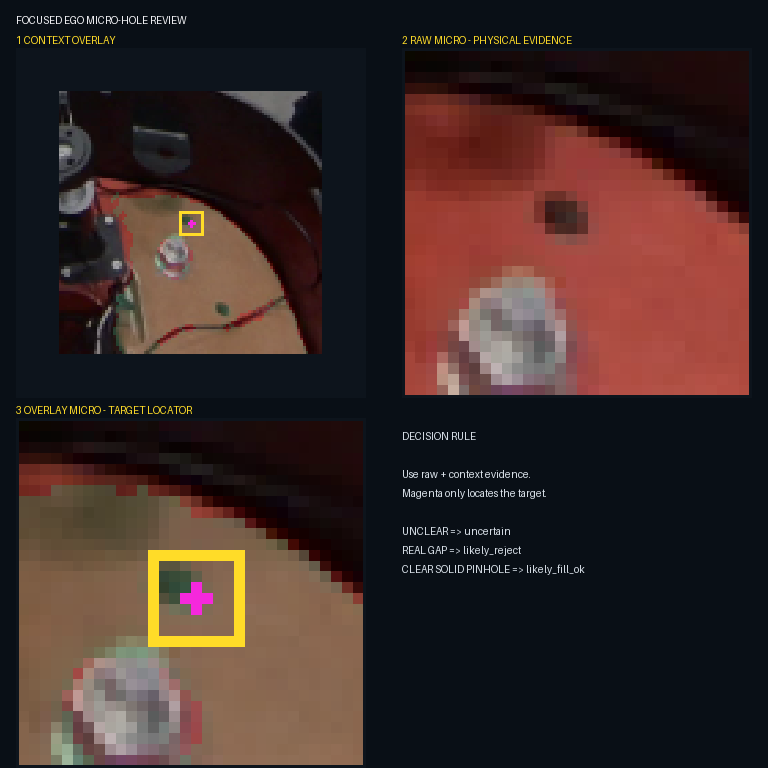 FOCUSED EGO MICRO-HOLE REVIEW
1 CONTEXT OVERLAY
2 RAW MICRO - PHYSICAL EVIDENCE
3 OVERLAY MICRO - TARGET LOCATOR
DECISION RULE
Use raw + context evidence.
Magenta only locates the target.
UNCLEAR => uncertain
REAL GAP => likely_reject
CLEAR SOLID PINHOLE => likely_fill_ok